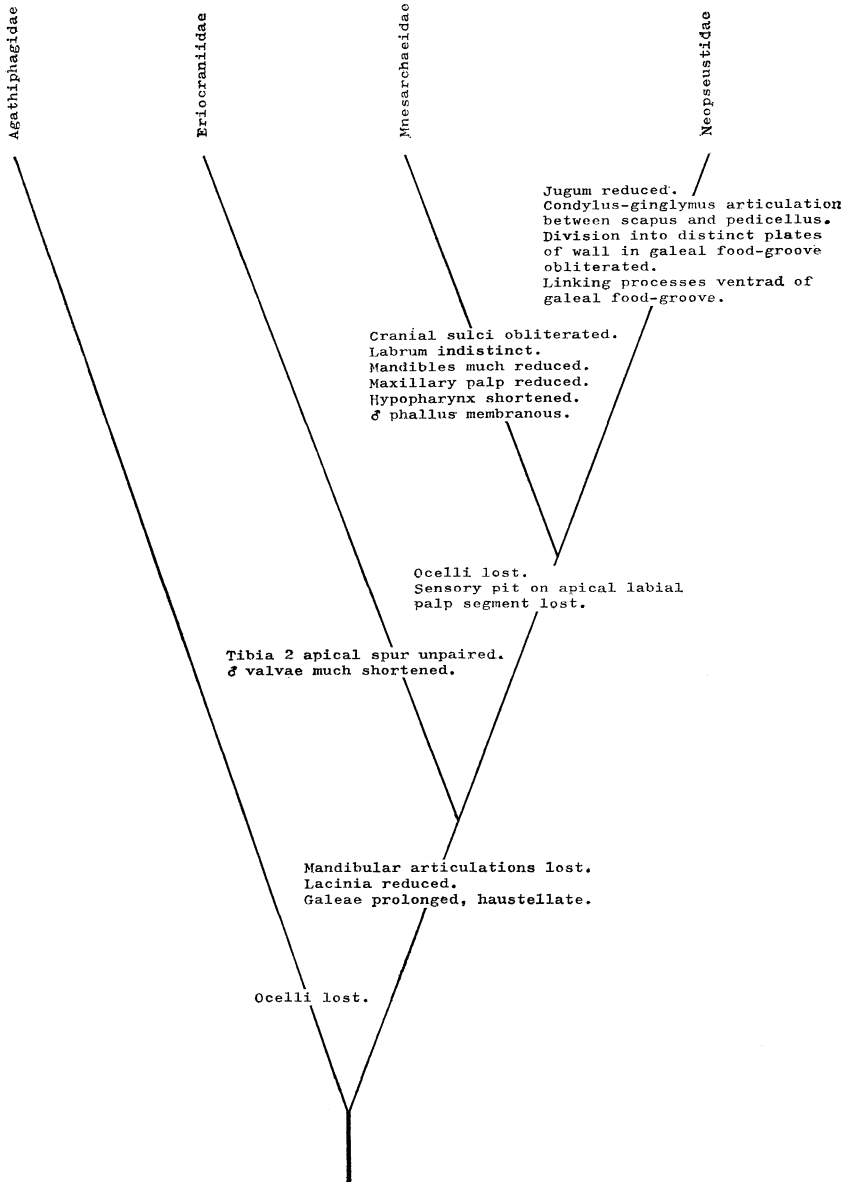 Agathiphagidae
Eriocraniidae
Mnesarchaeidae
Neopseustidae
Jugum reduced.
Condylus-ginglymus articulation
between scapus and pedicellus.
Division into distinct plates
of wall in galeal food-groove
obliterated.
Linking processes ventrad of
galeal food-groove.
Cranial sulci obliterated.
Labrum indistinct.
Mandibles much reduced.
Maxillary palp reduced.
Hypopharynx shortened.
♂ phallus membranous.
Ocelli lost.
Sensory pit on apical labial
palp segment lost.
Tibia 2 apical spur unpaired.
♂ valvae much shortened.
Mandibular articulations lost.
Lacinia reduced.
Galeae prolonged, haustellate.
Ocelli lost.